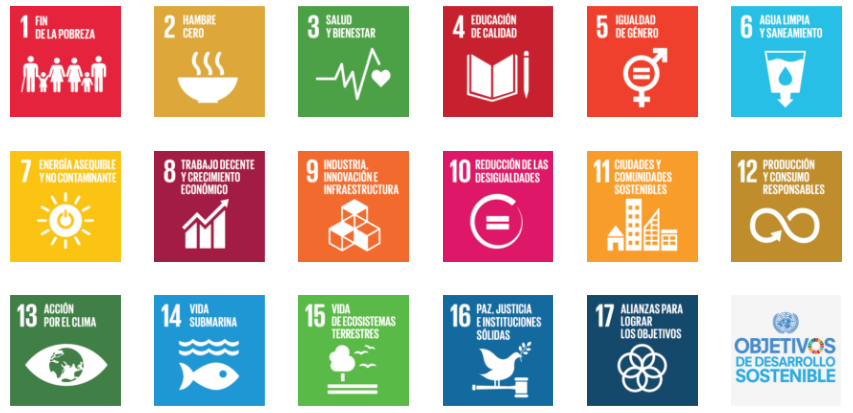 1 FIN
DE LA POBREZA
2 HAMBRE
CERO
3 SALUD
Y BIENESTAR
4 EDUCACIÓN
DE CALIDAD
5 IGUALDAD
DE GÉNERO
6 AGUA LIMPIA
Y SANEAMIENTO
7 ENERGÍA ASEQUIBLE
Y NO CONTAMINANTE
8 TRABAJO DECENTE
Y CRECIMIENTO
ECONÓMICO
9 INDUSTRIA,
INNOVACIÓN E
INFRAESTRUCTURA
10 REDUCCIÓN DE LAS
DESIGUALDADES
11 CIUDADES Y
COMUNIDADES
SOSTENIBLES
12 PRODUCCIÓN
Y CONSUMO
RESPONSABLES
13 ACCIÓN
POR EL CLIMA
14 VIDA
SUBMARINA
15 VIDA
DE ECOSISTEMAS
TERRESTRES
16 PAZ, JUSTICIA
E INSTITUCIONES
SÓLIDAS
17 ALIANZAS PARA
LOGRAR
LOS OBJETIVOS
OBJETIVOS
DE DESARROLLO
SOSTENIBLE